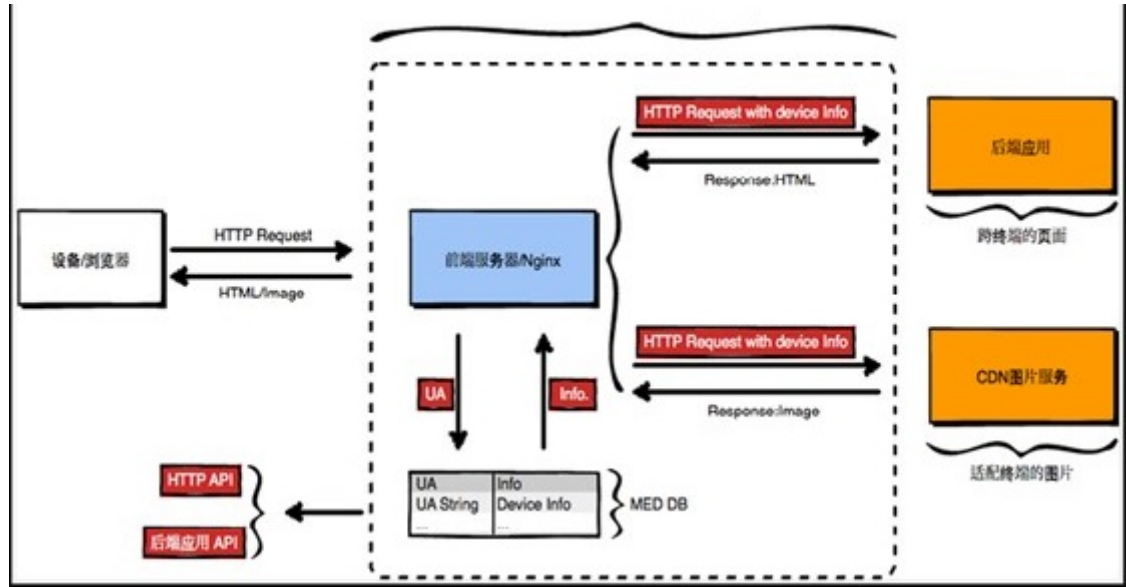 HTTP Request with device Info
Response:HTML
后端应用
跨终端的页面
设备/浏览器
HTTP Request
HTML/Image
前端服务器/Nginx
HTTP Request with device Info
Response:Image
CDN图片服务
适配终端的图片
UA
Info.
UA Info
UA String Device Info
... ...
MED DB
HTTP API
后端应用 API